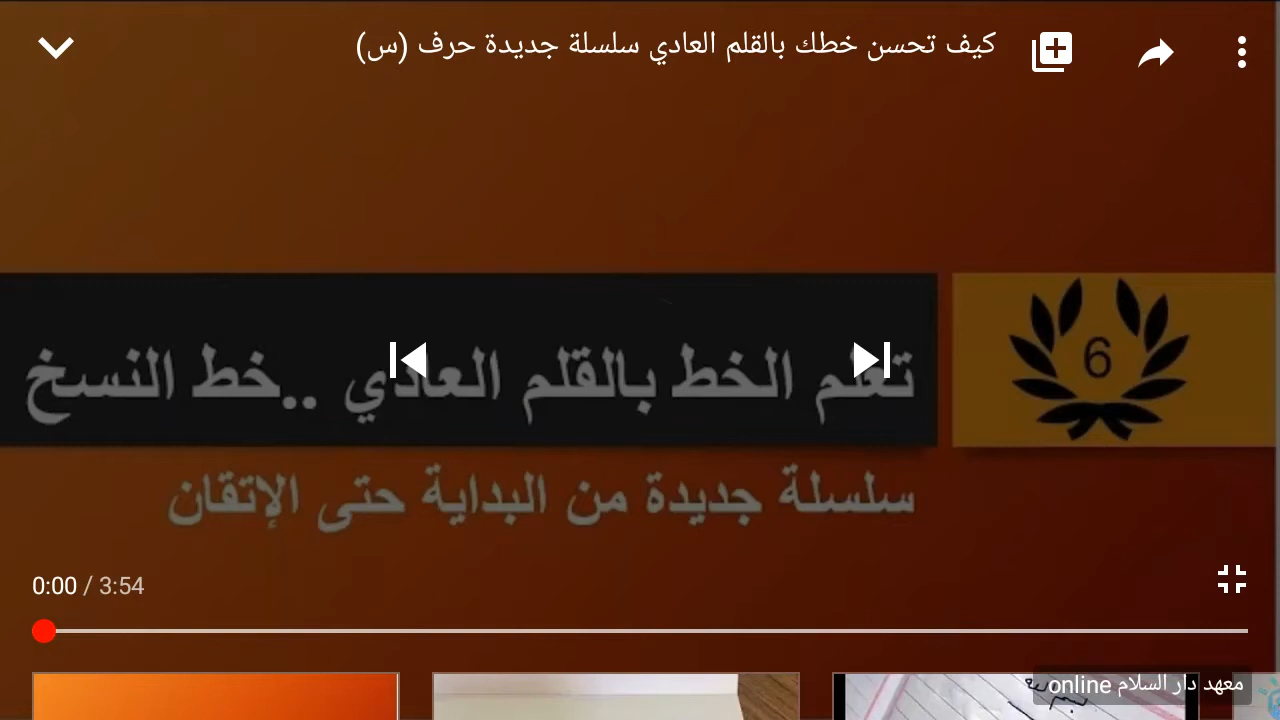 كيف تحسن خطك بالقلم العادي سلسلة جديدة حرف (س)
6
تعلم الخط بالقلم العادي .. خط النسخ
سلسلة جديدة من البداية حتى الإتقان
0:00 / 3:54
معهد دار السلام online